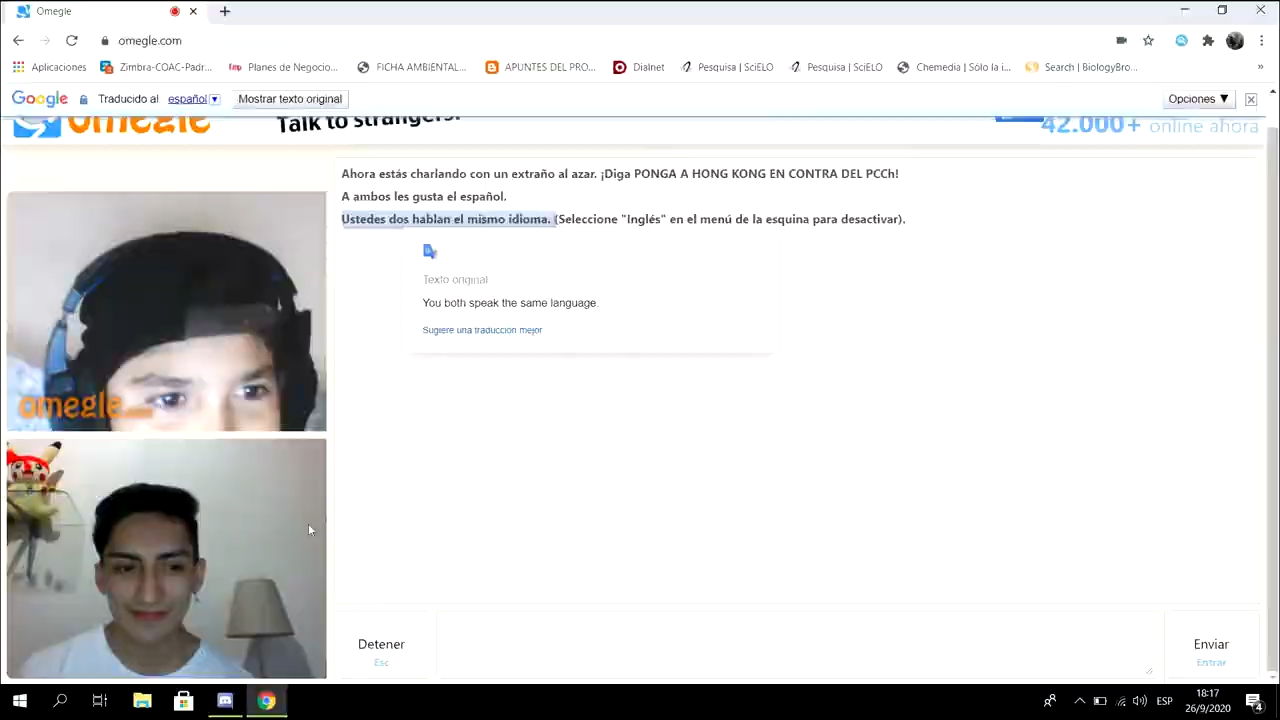 Omegle
omegle.com
Aplicaciones
Zimbra-COAC-Padr...
Planes de Negocio...
FICHA AMBIENTAL...
APUNTES DEL PRO...
Dialnet
Pesquisa | SciELO
Pesquisa | SciELO
Chemedia | Sólo la i...
Search | BiologyBro...
»
Google
Traducido al español
Mostrar texto original
Opciones ▼
omegle
Talk to strangers!
42.000+ online ahora
Ahora estás charlando con un extraño al azar. ¡Diga PONGA A HONG KONG EN CONTRA DEL PCCh!
A ambos les gusta el español.
Ustedes dos hablan el mismo idioma. (Seleccione "Inglés" en el menú de la esquina para desactivar).
Texto original
You both speak the same language.
Sugiere una traducción mejor
omegle
Detener
Esc
Enviar
Entrar
ESP
18:17
26/9/2020
4